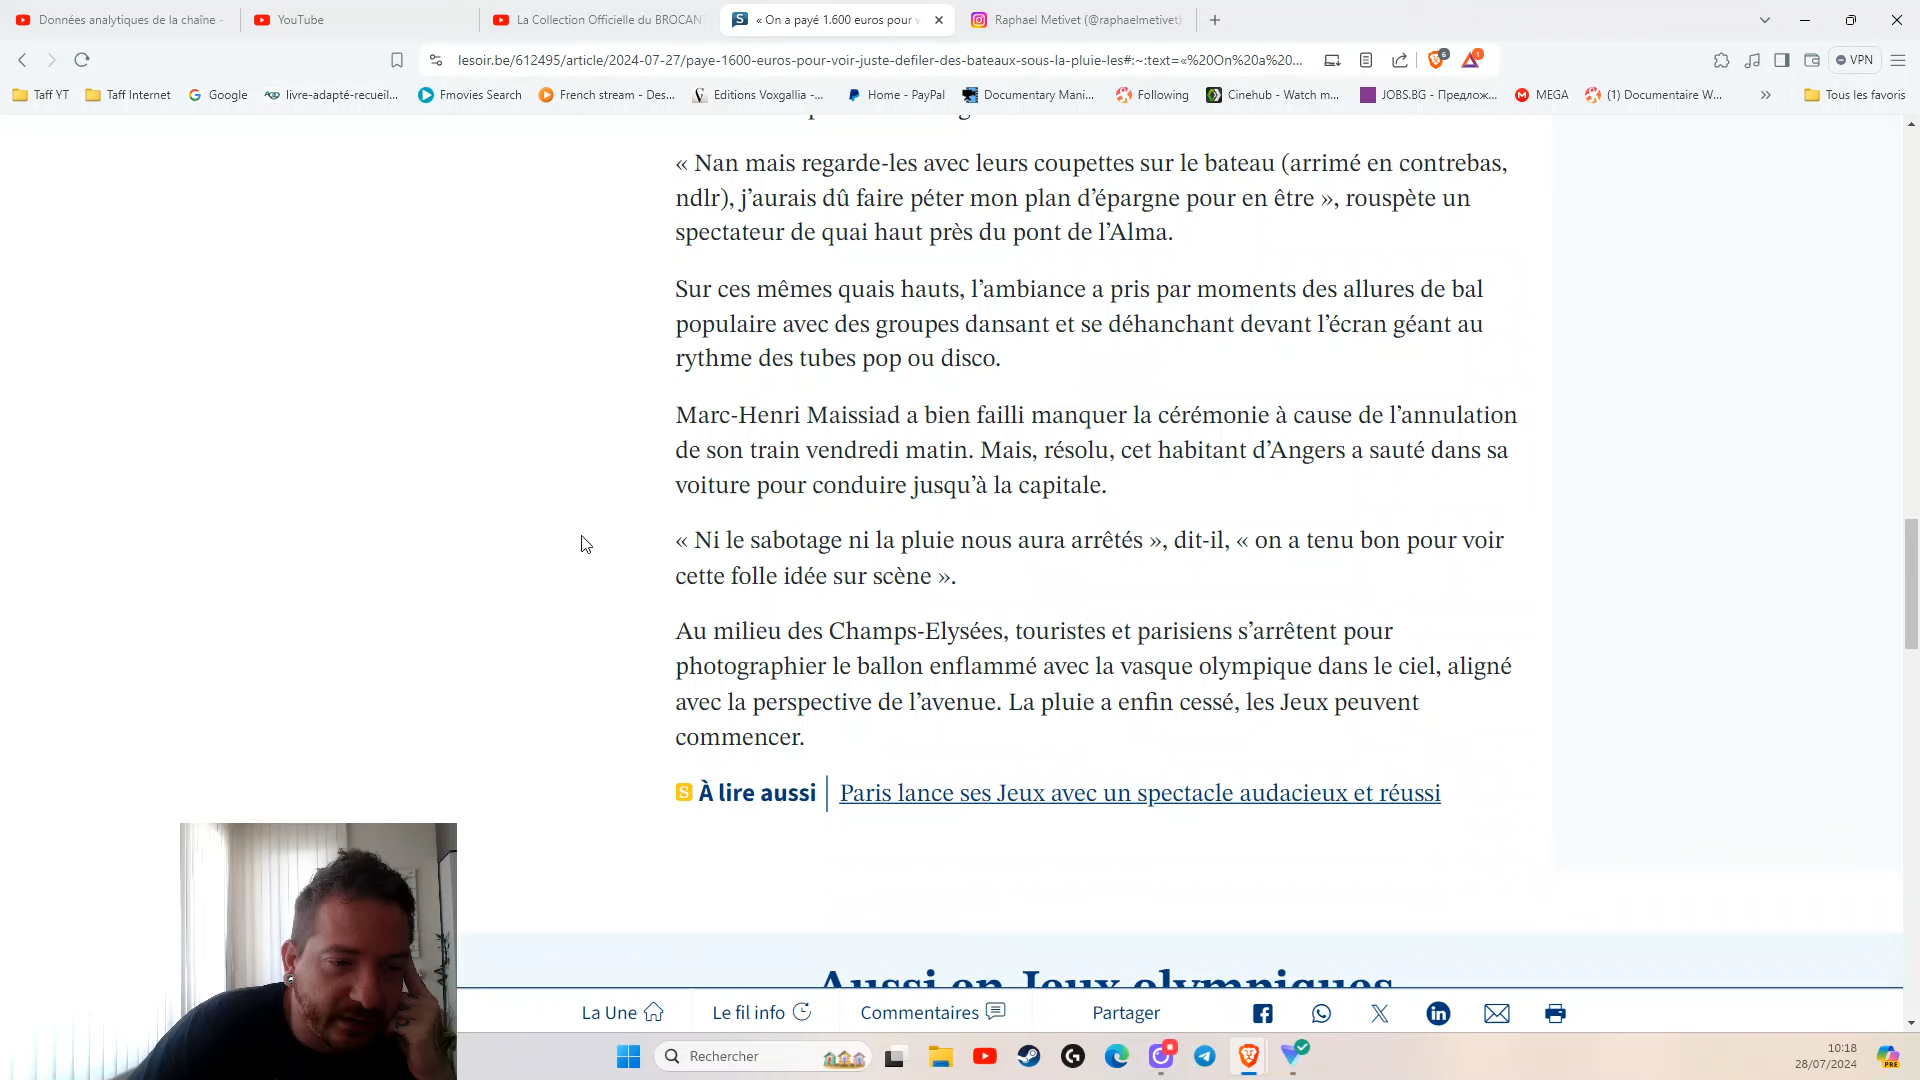 Données analytiques de la chaîne -
YouTube
La Collection Officielle du BROCAN
« On a payé 1.600 euros pour
Raphael Metivet (@raphaelmetivet)
lesoir.be/612495/article/2024-07-27/paye-1600-euros-pour-voir-juste-defiler-des-bateaux-sous-la-pluie-les#:~:text=«%20On%20a%20...
6
1
VPN
Taff YT
Taff Internet
Google
livre-adapté-recueil...
Fmovies Search
French stream - Des...
Editions Voxgallia -...
Home - PayPal
Documentary Mani...
Following
Cinehub - Watch m...
JOBS.BG - Предлож...
MEGA
(1) Documentaire W...
Tous les favoris
« Nan mais regarde-les avec leurs coupettes sur le bateau (arrimé en contrebas,
ndlr), j’aurais dû faire péter mon plan d’épargne pour en être », rouspète un
spectateur de quai haut près du pont de l’Alma.
Sur ces mêmes quais hauts, l’ambiance a pris par moments des allures de bal
populaire avec des groupes dansant et se déhanchant devant l’écran géant au
rythme des tubes pop ou disco.
Marc-Henri Maissiad a bien failli manquer la cérémonie à cause de l’annulation
de son train vendredi matin. Mais, résolu, cet habitant d’Angers a sauté dans sa
voiture pour conduire jusqu’à la capitale.
« Ni le sabotage ni la pluie nous aura arrêtés », dit-il, « on a tenu bon pour voir
cette folle idée sur scène ».
Au milieu des Champs-Elysées, touristes et parisiens s’arrêtent pour
photographier le ballon enflammé avec la vasque olympique dans le ciel, aligné
avec la perspective de l’avenue. La pluie a enfin cessé, les Jeux peuvent
commencer.
S À lire aussi Paris lance ses Jeux avec un spectacle audacieux et réussi
Aussi en Jeux olympiques
La Une
Le fil info
Commentaires
Partager
Rechercher
10:18
28/07/2024
PRE